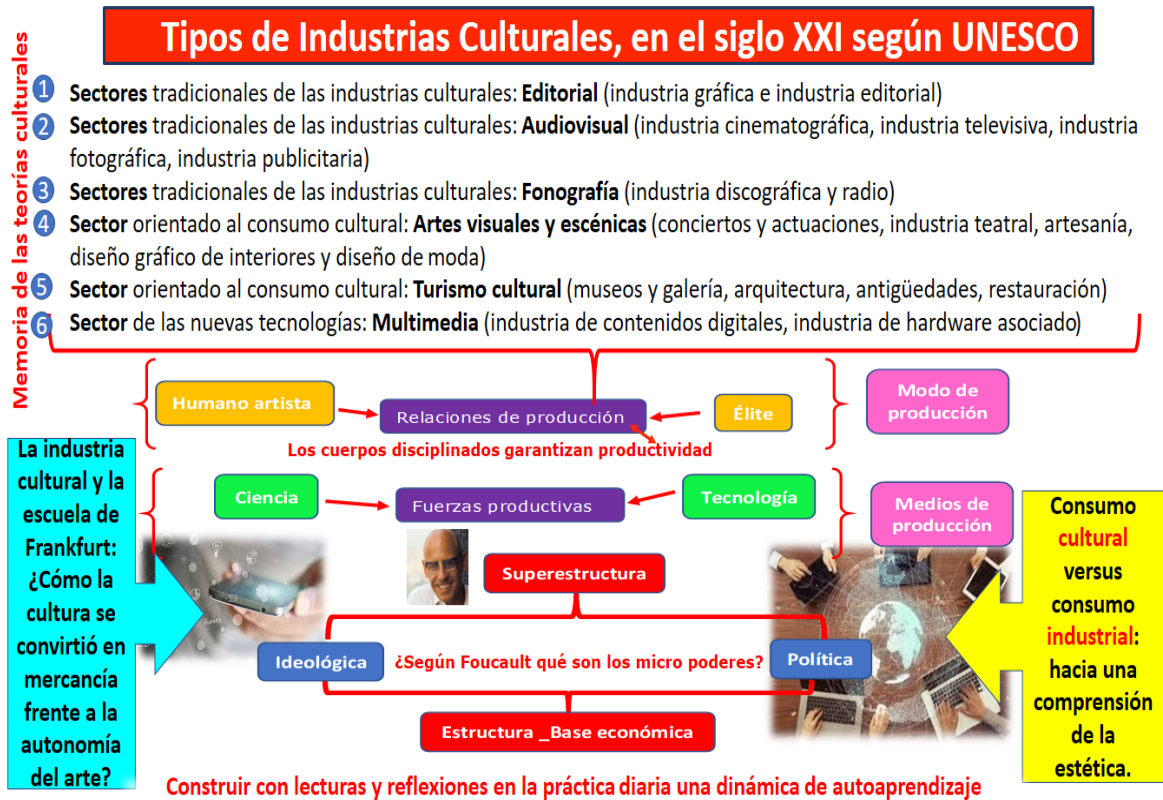 Tipos de Industrias Culturales, en el siglo XXI según UNESCO
Memoria de las teorías culturales
1 Sectores tradicionales de las industrias culturales: Editorial (industria gráfica e industria editorial)
2 Sectores tradicionales de las industrias culturales: Audiovisual (industria cinematográfica, industria televisiva, industria
fotográfica, industria publicitaria)
3 Sectores tradicionales de las industrias culturales: Fonografía (industria discográfica y radio)
4 Sector orientado al consumo cultural: Artes visuales y escénicas (conciertos y actuaciones, industria teatral, artesanía,
diseño gráfico de interiores y diseño de moda)
5 Sector orientado al consumo cultural: Turismo cultural (museos y galería, arquitectura, antigüedades, restauración)
6 Sector de las nuevas tecnologías: Multimedia (industria de contenidos digitales, industria de hardware asociado)
Humano artista
Relaciones de producción
Élite
Modo de
producción
Los cuerpos disciplinados garantizan productividad
Ciencia
Fuerzas productivas
Tecnología
Medios de
producción
La industria
cultural y la
escuela de
Frankfurt:
¿Cómo la
cultura se
convirtió en
mercancía
frente a la
autonomía
del arte?
Superestructura
Ideológica
¿Según Foucault qué son los micro poderes?
Política
Estructura _Base económica
Consumo
cultural
versus
consumo
industrial:
hacia una
comprensión
de la
estética.
Construir con lecturas y reflexiones en la práctica diaria una dinámica de autoaprendizaje